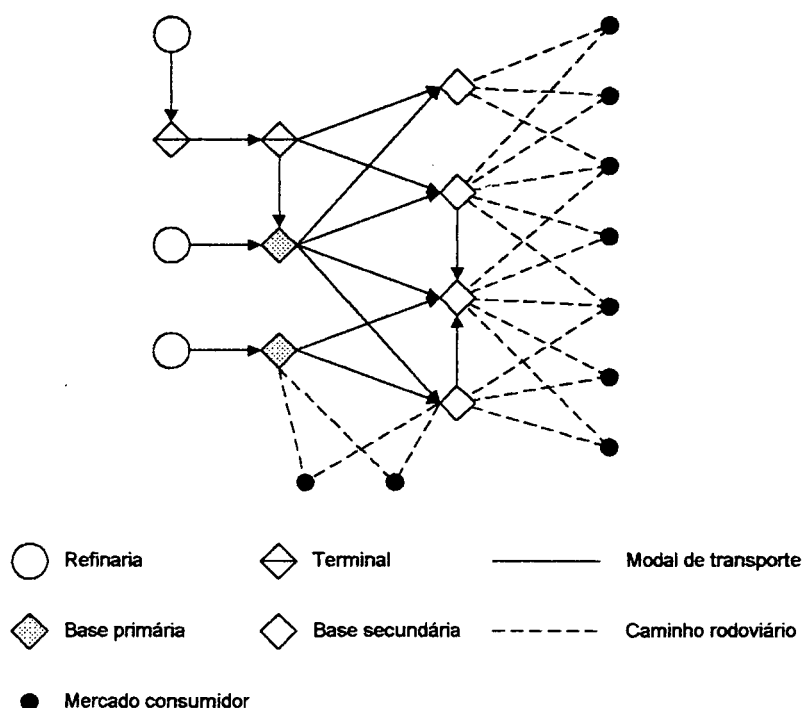 Refinaria
Terminal
Modal de transporte
Base primária
Base secundária
Caminho rodoviário
Mercado consumidor